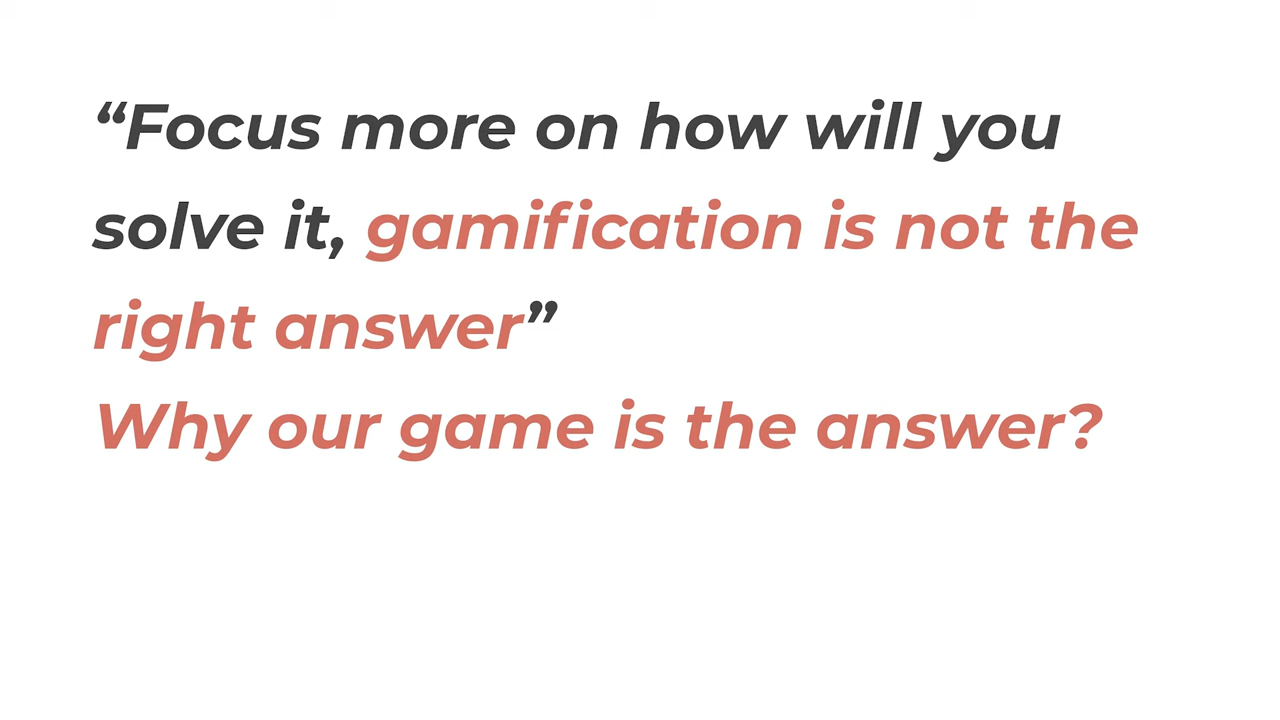 “Focus more on how will you
solve it, gamification is not the
right answer”
Why our game is the answer?